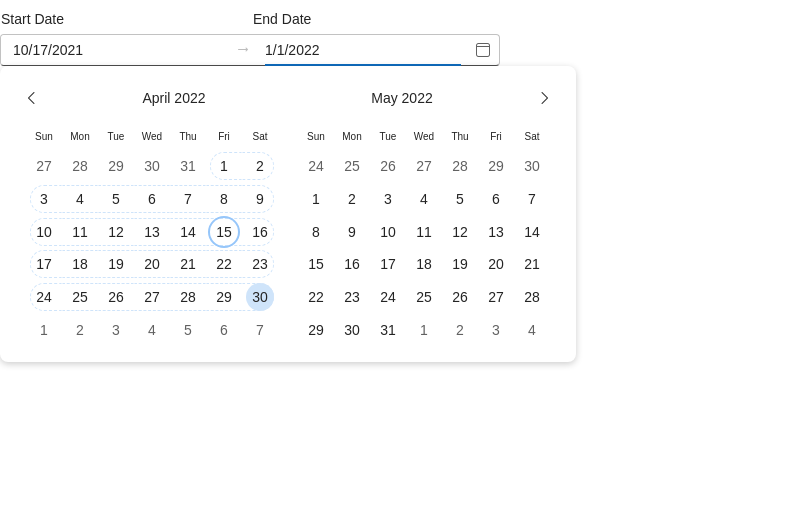 Start Date End Date
10/17/2021 → 1/1/2022
April 2022 May 2022
Sun Mon Tue Wed Thu Fri Sat Sun Mon Tue Wed Thu Fri Sat
27 28 29 30 31 1 2 24 25 26 27 28 29 30
3 4 5 6 7 8 9 1 2 3 4 5 6 7
10 11 12 13 14 15 16 8 9 10 11 12 13 14
17 18 19 20 21 22 23 15 16 17 18 19 20 21
24 25 26 27 28 29 30 22 23 24 25 26 27 28
1 2 3 4 5 6 7 29 30 31 1 2 3 4